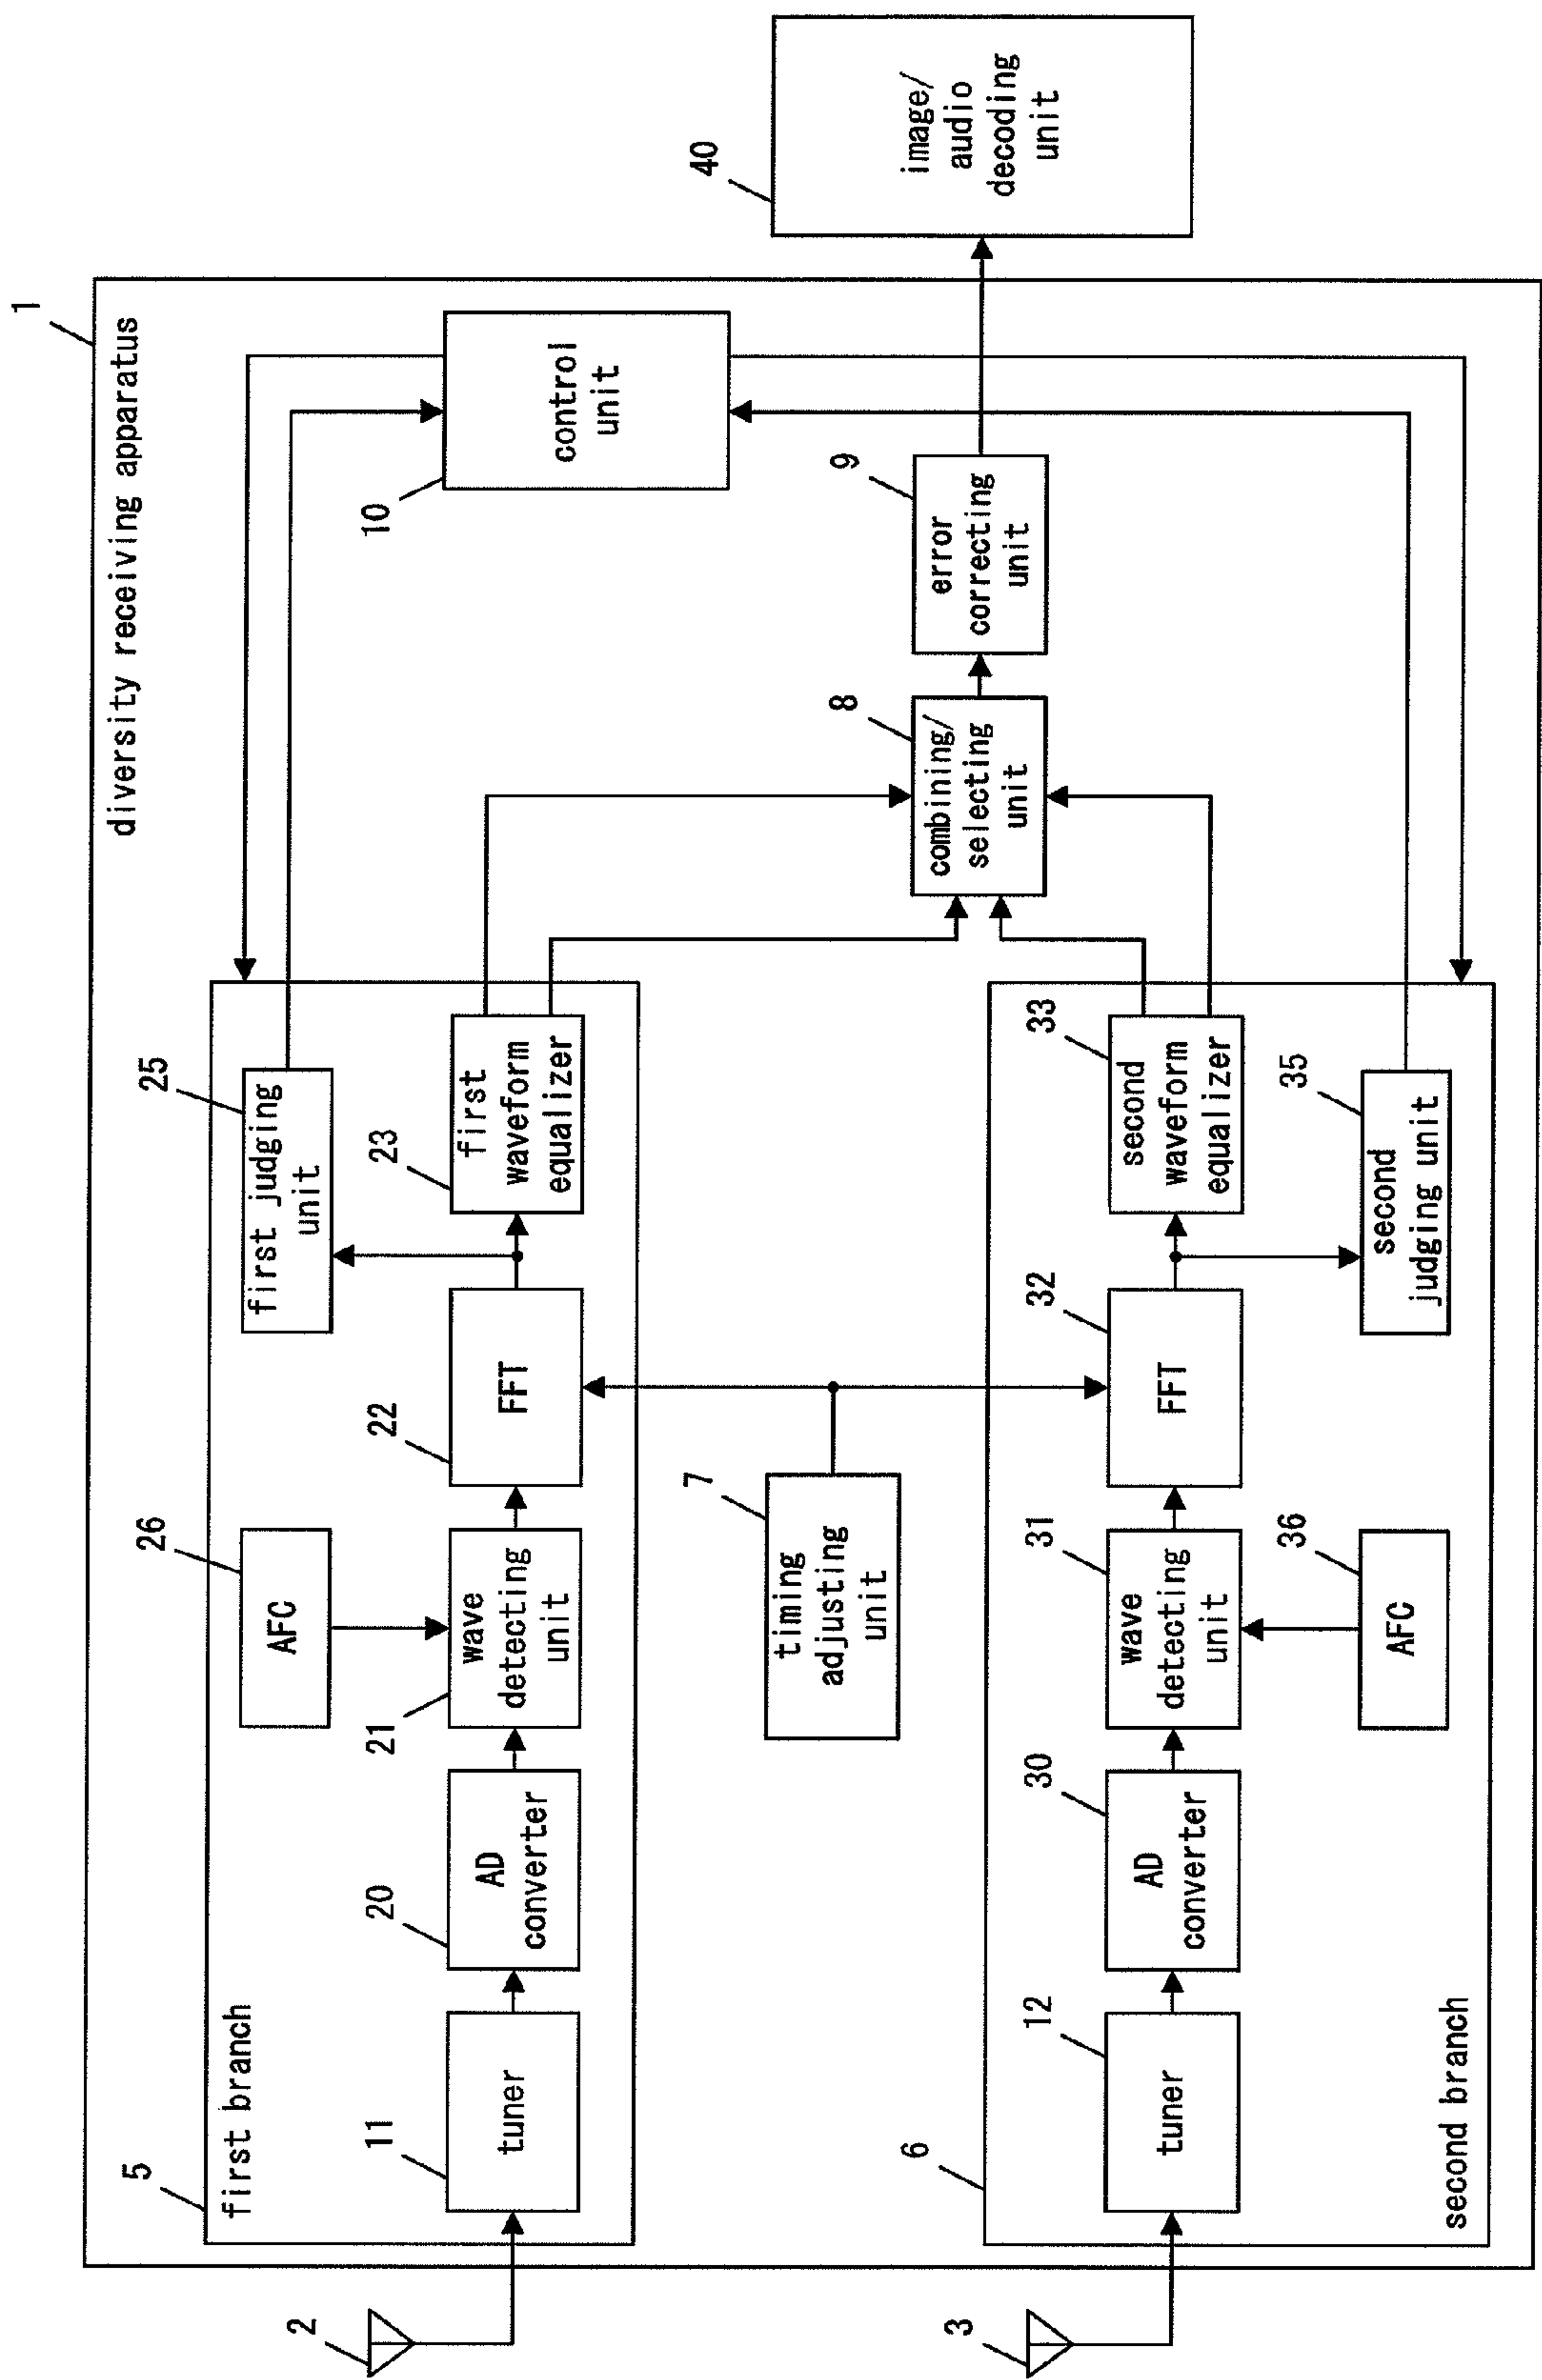 1
diversity receiving apparatus
5
first branch
2
11
tuner
20
AD
converter
26
AFC
21
wave
detecting
unit
22
FFT
25
first judging
unit
23
first
waveform
equalizer
10
control
unit
7
timing
adjusting
unit
8
combining/
selecting
unit
9
error
correcting
unit
40
image/
audio
decoding
unit
6
second branch
3
12
tuner
30
AD
converter
31
wave
detecting
unit
36
AFC
32
FFT
33
second
waveform
equalizer
35
second
judging unit